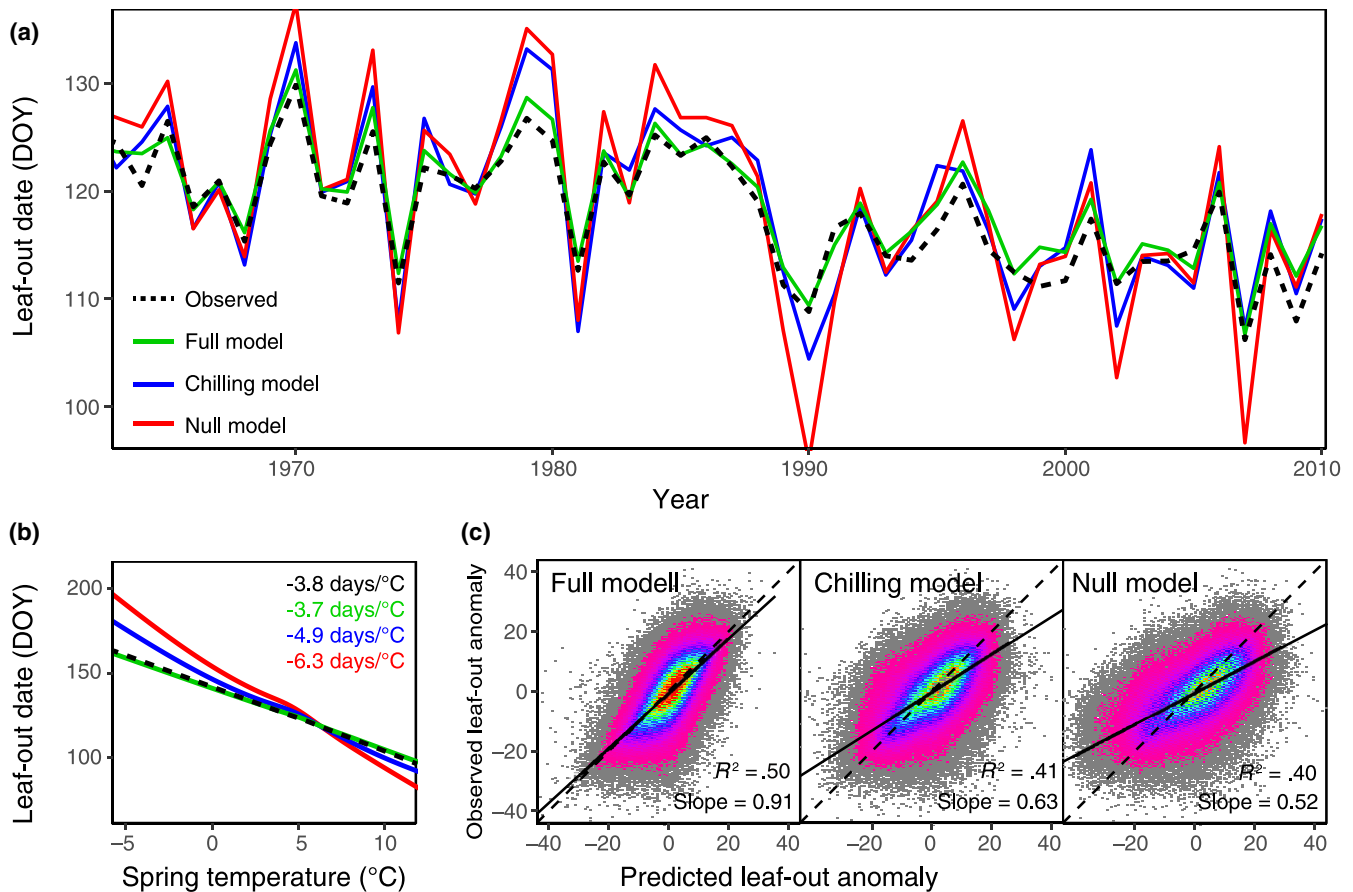 (a)
130
120
110
100
Leaf-out date (DOY)
Observed
Full model
Chilling model
Null model
1970
1980
1990
2000
2010
Year
(b)
200
150
100
Leaf-out date (DOY)
-3.8 days/°C
-3.7 days/°C
-4.9 days/°C
-6.3 days/°C
−5
0
5
10
Spring temperature (°C)
(c)
Observed leaf-out anomaly
40
20
0
−20
−40
Full modell
R² = .50
Slope = 0.91
Chilling model
R² = .41
Slope = 0.63
Null model
R² = .40
Slope = 0.52
−40 −20 0 20 40
−20 0 20 40
−20 0 20 40
Predicted leaf-out anomaly